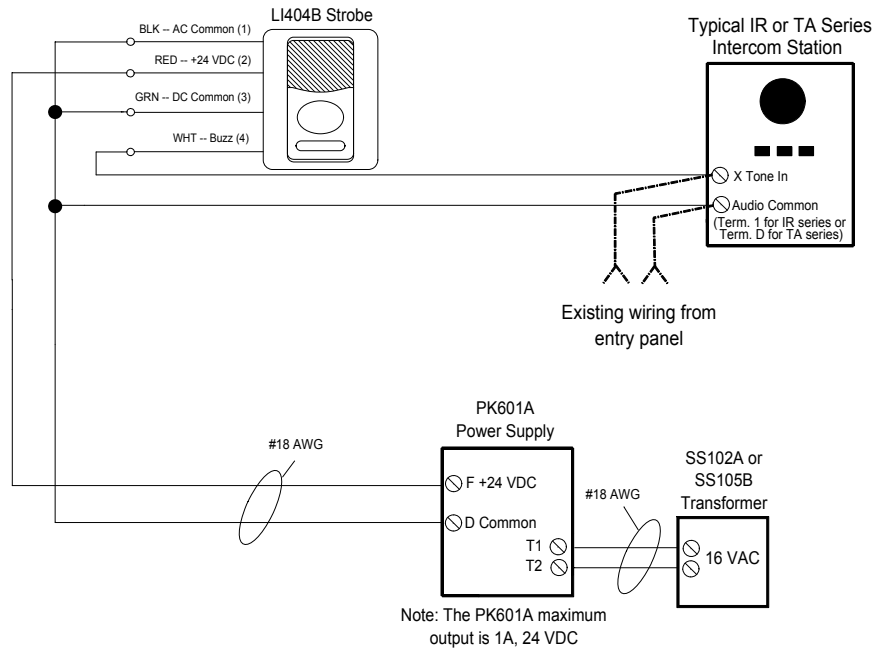 LI404B Strobe
BLK -- AC Common (1)
RED -- +24 VDC (2)
GRN -- DC Common (3)
WHT -- Buzz (4)
Typical IR or TA Series
Intercom Station
X Tone In
Audio Common
(Term. 1 for IR series or
Term. D for TA series)
Existing wiring from
entry panel
PK601A
Power Supply
#18 AWG
F +24 VDC
D Common
T1
T2
#18 AWG
SS102A or
SS105B
Transformer
16 VAC
Note: The PK601A maximum
output is 1A, 24 VDC